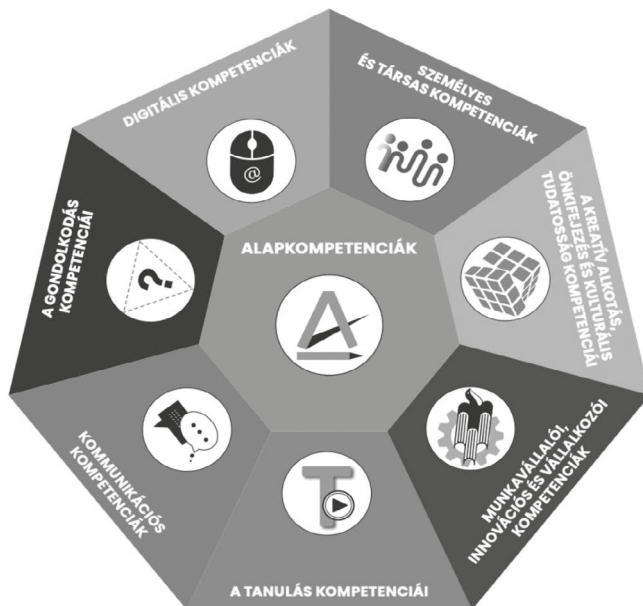 DIGITÁLIS KOMPETENCIÁK
SZEMÉLYES
ÉS TÁRSAS KOMPETENCIÁK
A KREATÍV ALKOTÁS,
ÖNKIFEJEZÉS ÉS KULTURÁLIS
TUDATOSSÁG KOMPETENCIÁI
MUNKAVÁLLALÓI,
INNOVÁCIÓS ÉS VÁLLALKOZÓI
KOMPETENCIÁK
A TANULÁS KOMPETENCIÁI
KOMMUNIKÁCIÓS
KOMPETENCIÁK
A GONDOLKODÁS
KOMPETENCIÁI
ALAPKOMPETENCIÁK
@
?
A
T